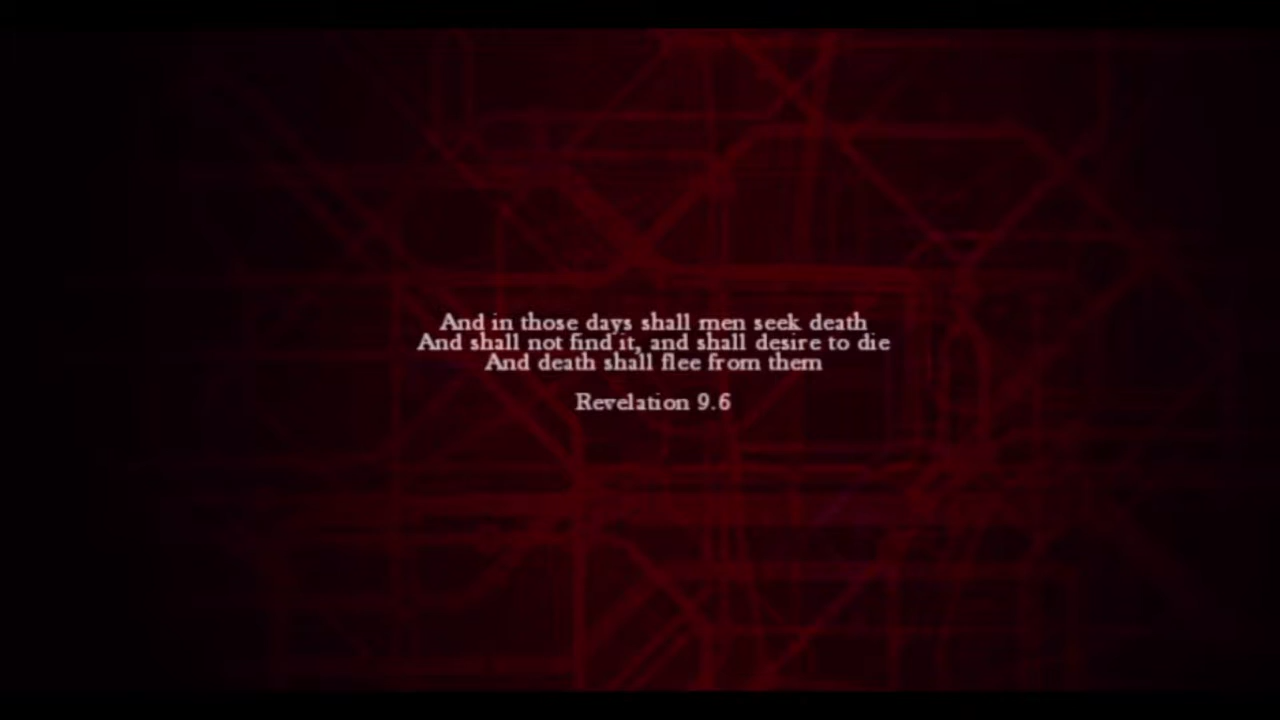 And in those days shall men seek death
And shall not find it, and shall desire to die
And death shall flee from them
Revelation 9.6